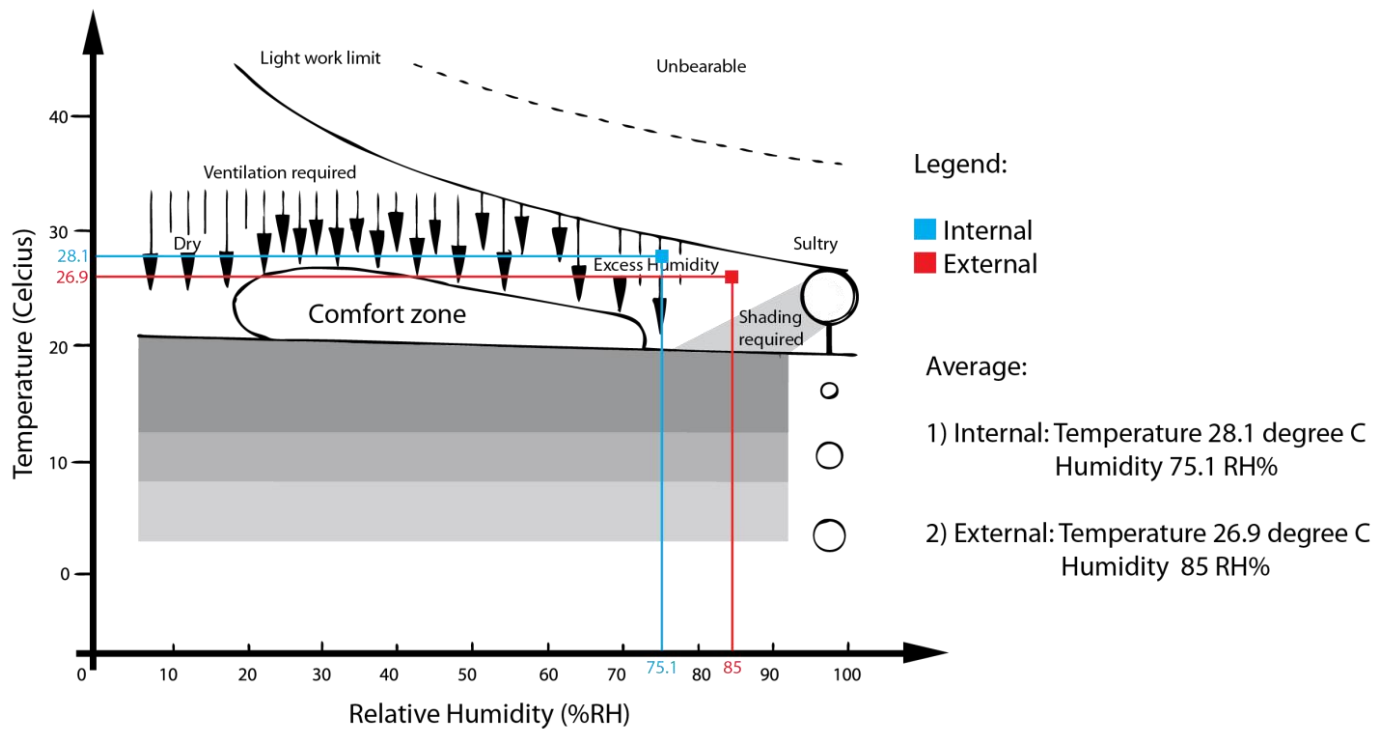 Light work limit
Unbearable
40
Ventilation required
Legend:
Temperature (Celcius)
30
Dry
Sultry
Internal
28.1
Excess Humidity
External
26.9
Comfort zone
Shading
required
20
Average:
1) Internal: Temperature 28.1 degree C
Humidity 75.1 RH%
10
2) External: Temperature 26.9 degree C
Humidity 85 RH%
0
0 10 20 30 40 50 60 70 75.1 80 85 90 100
Relative Humidity (%RH)